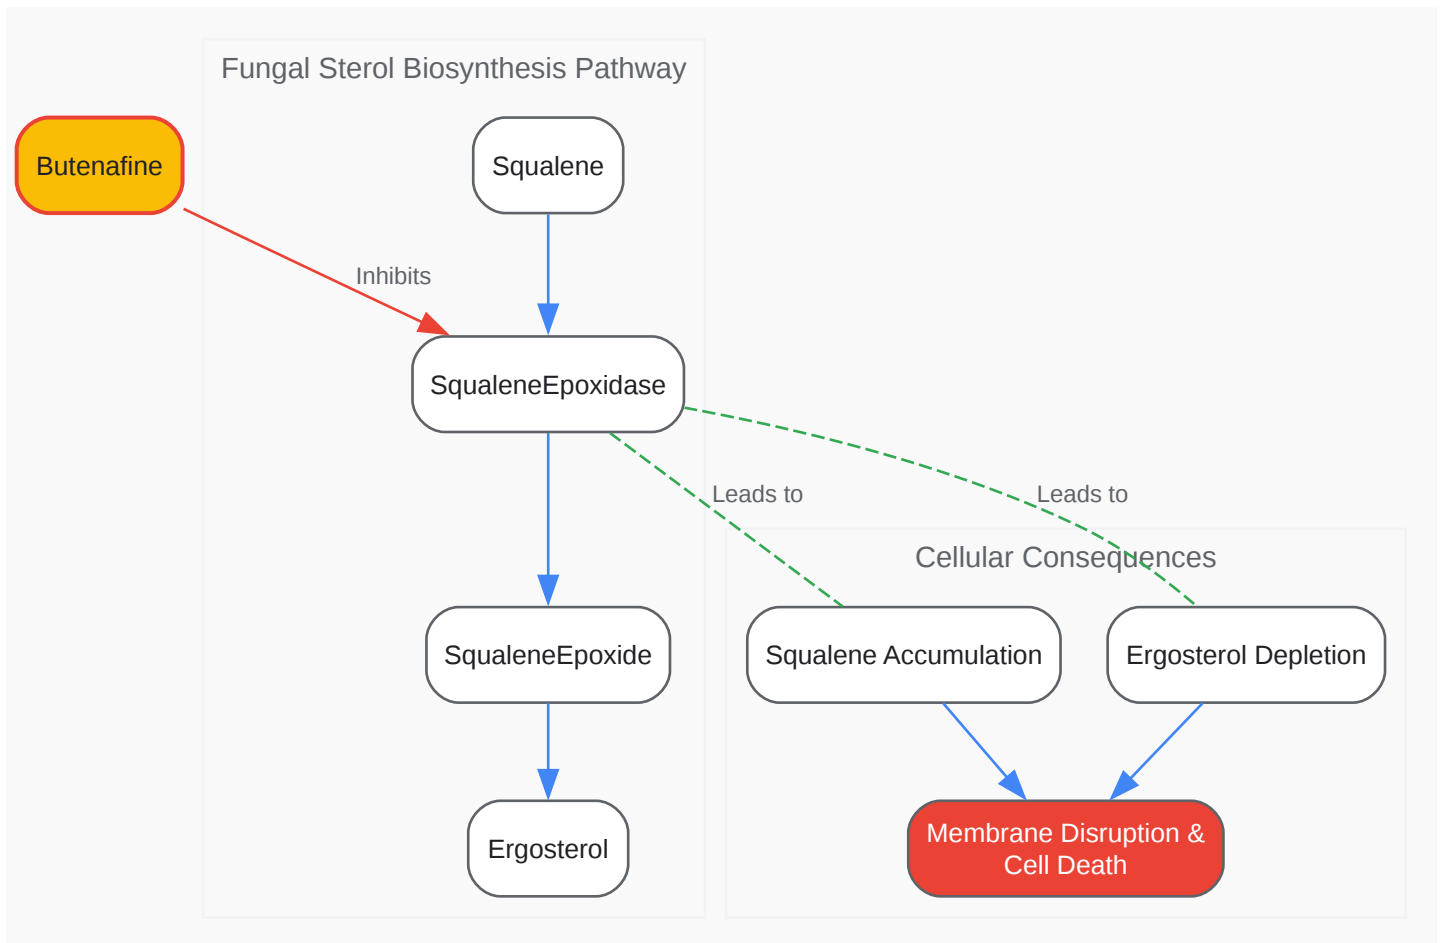 Fungal Sterol Biosynthesis Pathway
Butenafine
Squalene
Inhibits
SqualeneEpoxidase
Leads to
Leads to
Cellular Consequences
SqualeneEpoxide
Squalene Accumulation
Ergosterol Depletion
Ergosterol
Membrane Disruption &
Cell Death